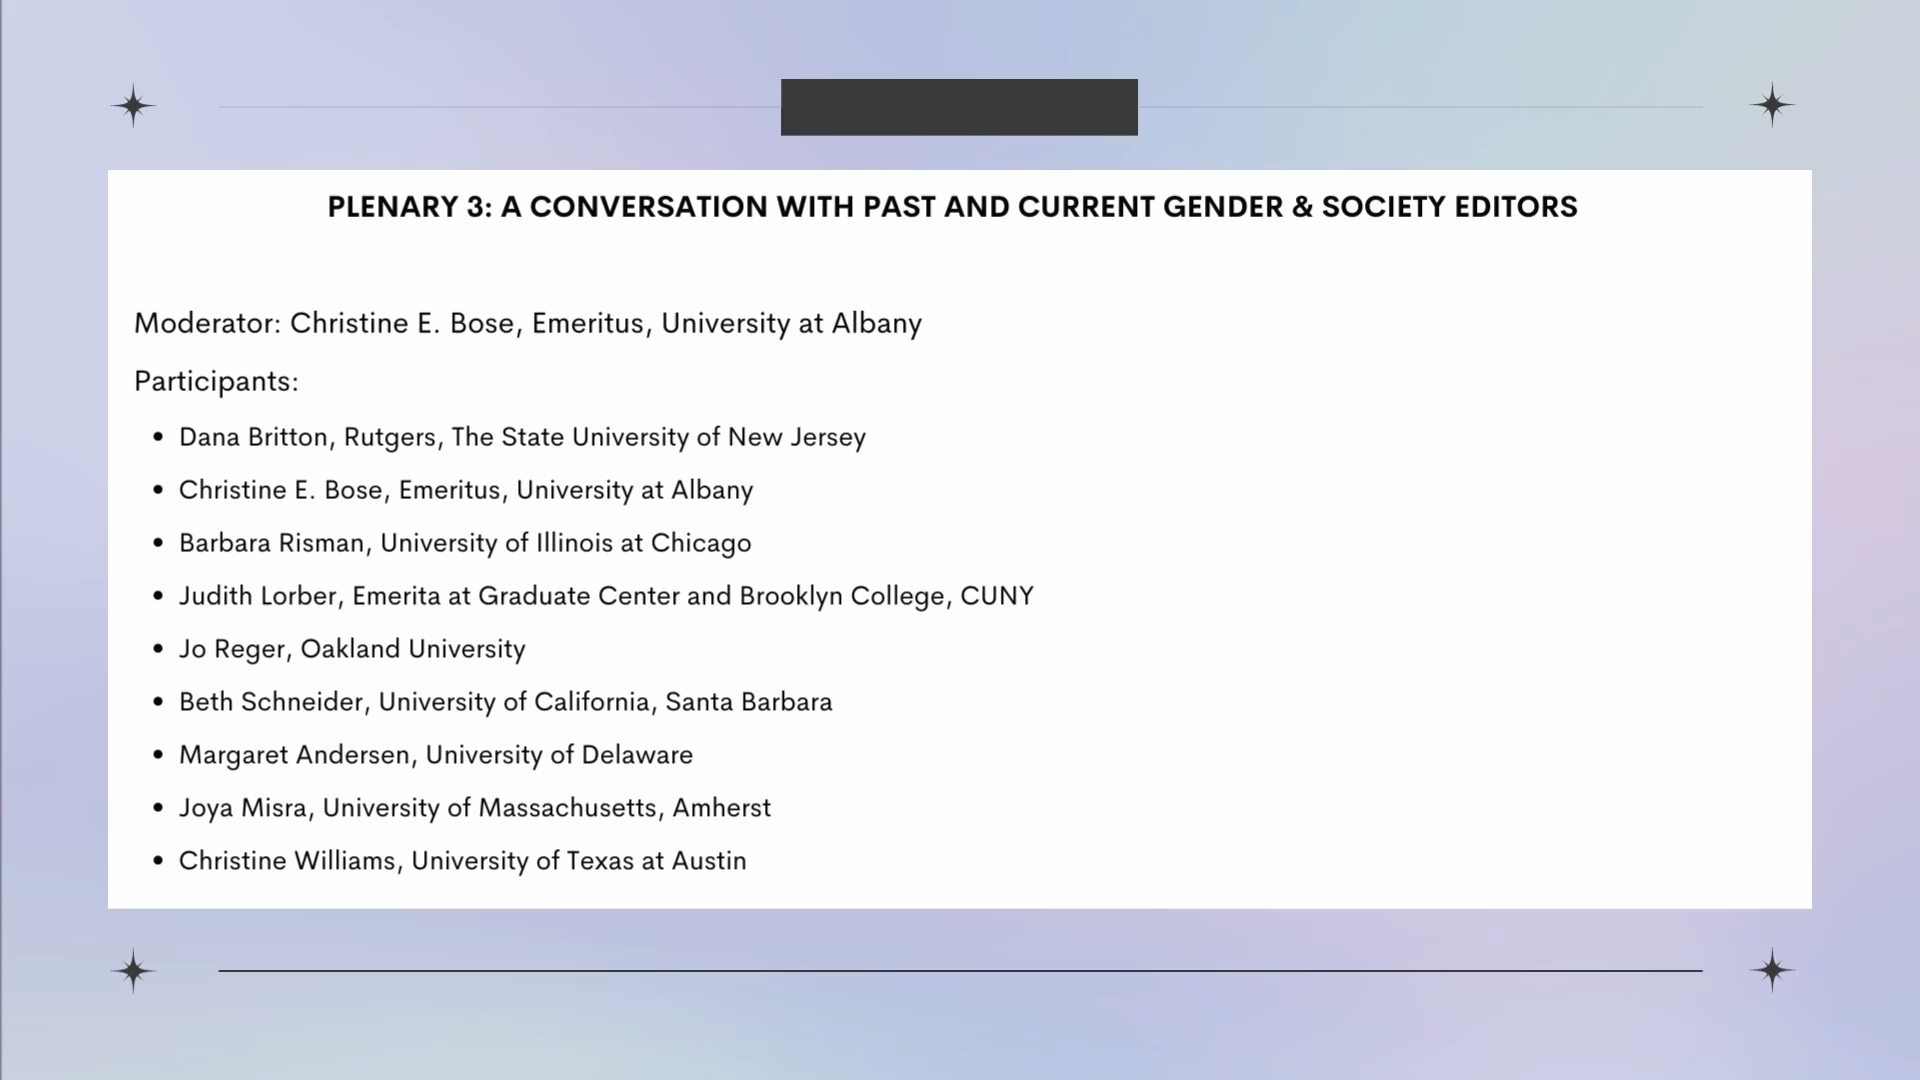 PLENARY 3: A CONVERSATION WITH PAST AND CURRENT GENDER & SOCIETY EDITORS
Moderator: Christine E. Bose, Emeritus, University at Albany
Participants:
• Dana Britton, Rutgers, The State University of New Jersey
• Christine E. Bose, Emeritus, University at Albany
• Barbara Risman, University of Illinois at Chicago
• Judith Lorber, Emerita at Graduate Center and Brooklyn College, CUNY
• Jo Reger, Oakland University
• Beth Schneider, University of California, Santa Barbara
• Margaret Andersen, University of Delaware
• Joya Misra, University of Massachusetts, Amherst
• Christine Williams, University of Texas at Austin